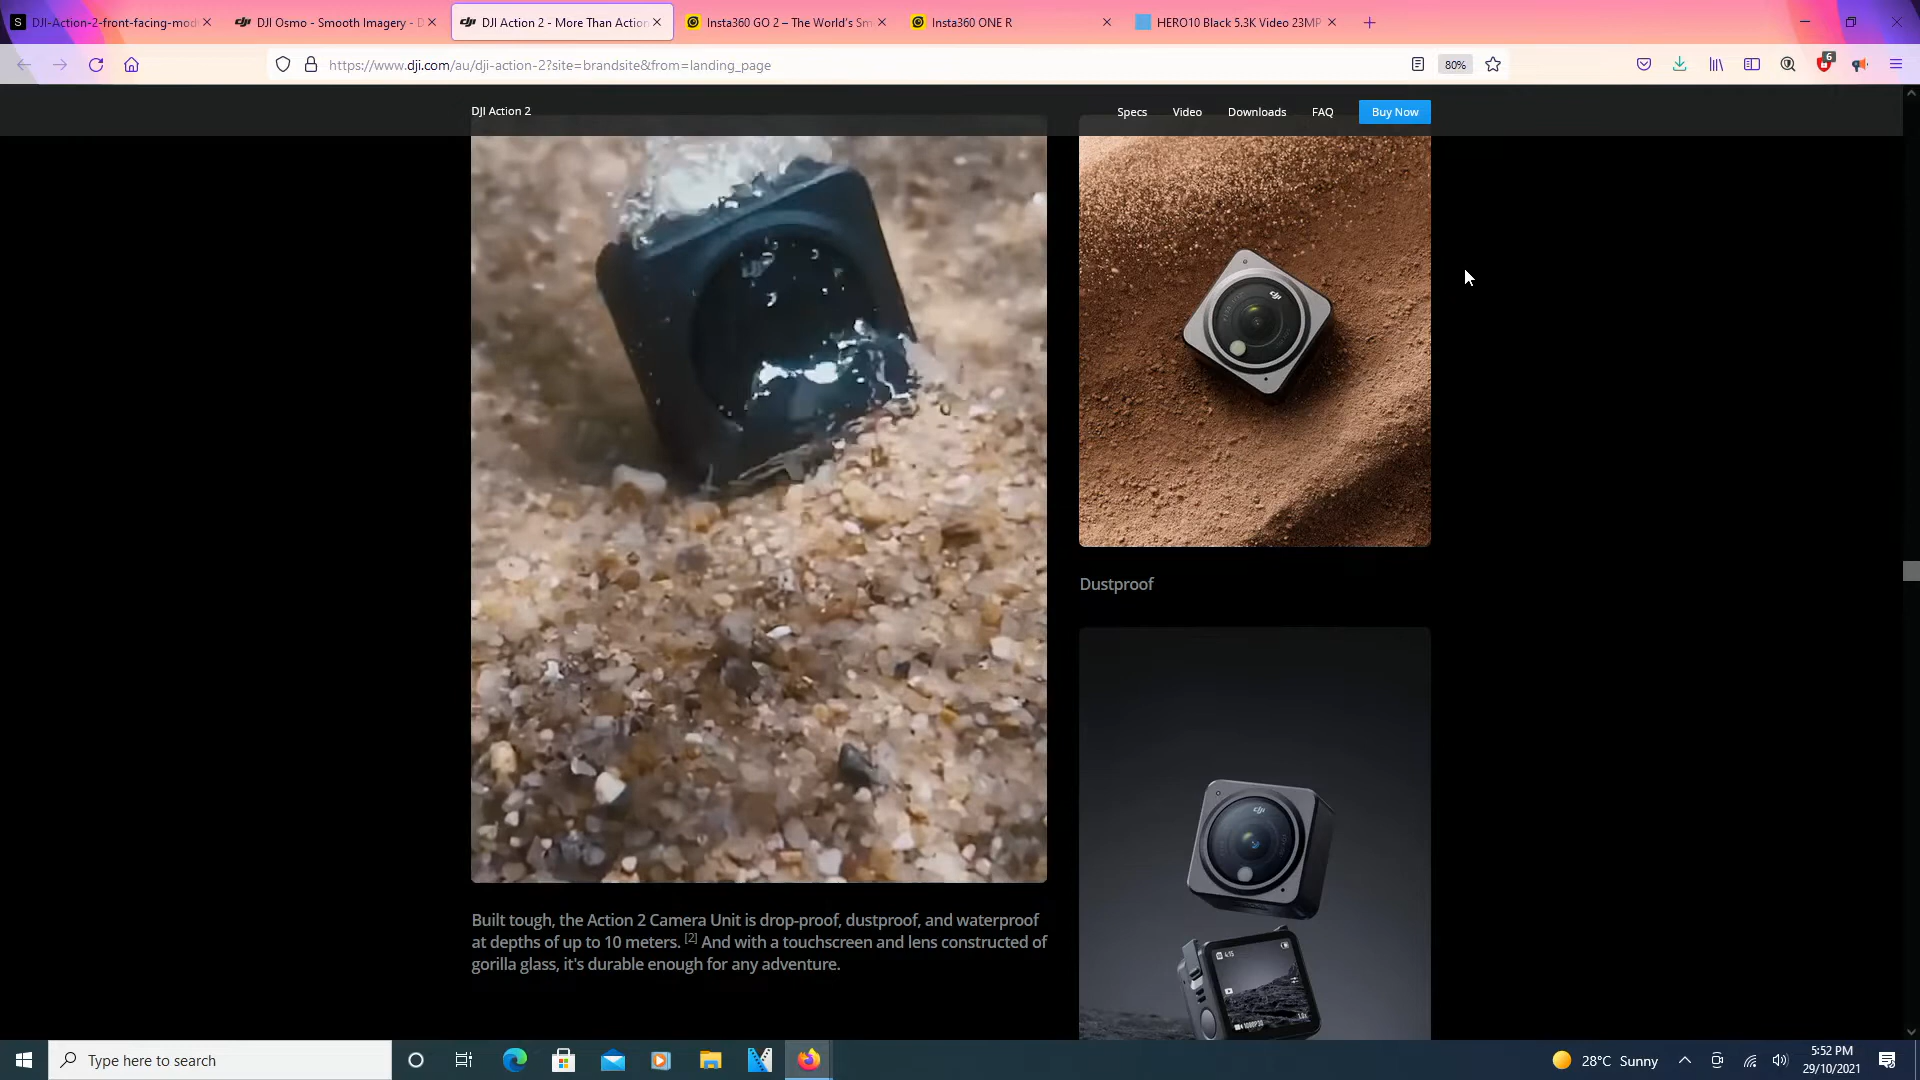 DJI-Action-2-front-facing-mod
DJI Osmo - Smooth Imagery - D
DJI Action 2 - More Than Action
Insta360 GO 2 – The World's Sm
Insta360 ONE R
HERO10 Black 5.3K Video 23MP
https://www.dji.com/au/dji-action-2?site=brandsite&from=landing_page
80%
6
DJI Action 2
Specs
Video
Downloads
FAQ
Buy Now
Dustproof
Built tough, the Action 2 Camera Unit is drop-proof, dustproof, and waterproof
at depths of up to 10 meters. [2] And with a touchscreen and lens constructed of
gorilla glass, it's durable enough for any adventure.
Type here to search
28°C Sunny
5:52 PM
29/10/2021